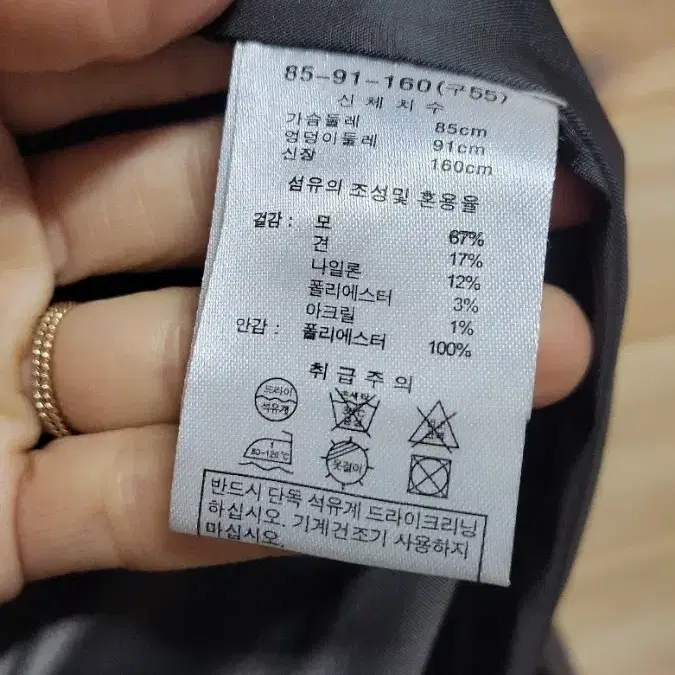 85-91-160(구55)
신 체 치 수
가슴둘레 85cm
엉덩이둘레 91cm
신장 160cm
섬유의 조성및 혼용율
겉감 : 모 67%
견 17%
나일론 12%
폴리에스터 3%
아크릴 1%
안감 : 폴리에스터 100%
취 급 주 의
드라이
석유계
옷걸이
1
80-120℃
반드시 단독 석유계 드라이크리닝
하십시오. 기계건조기 사용하지
마십시오.